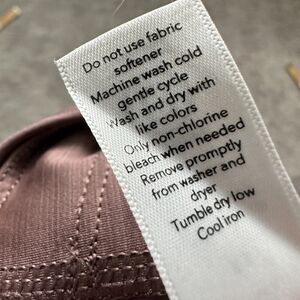 Do not use fabric
softener
Machine wash cold
gentle cycle
Wash and dry with
like colors
Only non-chlorine
bleach when needed
Remove promptly
from washer and
dryer
Tumble dry low
Cool iron